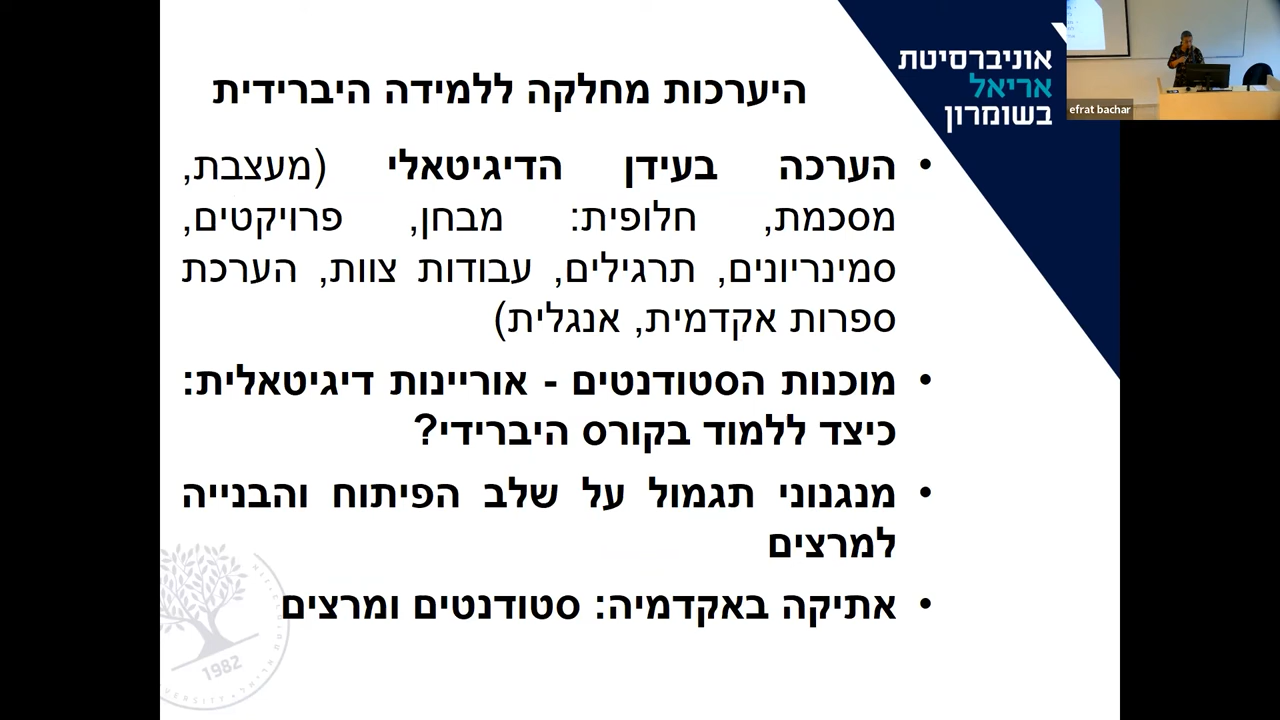 היערכות מחלקה ללמידה היברידית
אוניברסיטת
אריאל
בשומרון
efrat bachar
• הערכה בעידן הדיגיטאלי (מעצבת,
מסכמת, חלופית: מבחן, פרויקטים,
סמינריונים, תרגילים, עבודות צוות, הערכת
ספרות אקדמית, אנגלית)
• מוכנות הסטודנטים - אוריינות דיגיטאלית:
כיצד ללמוד בקורס היברידי?
• מנגנוני תגמול על שלב הפיתוח והבנייה
למרצים
• אתיקה באקדמיה: סטודנטים ומרצים
1982